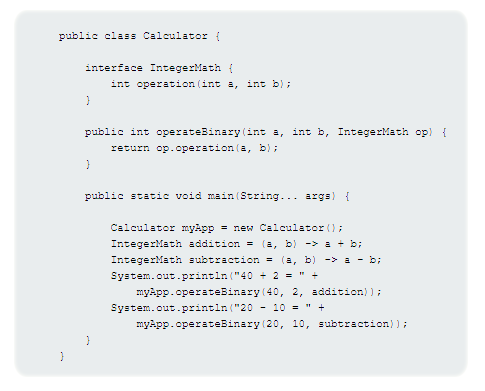 public class Calculator {
interface IntegerMath {
int operation(int a, int b);
}
public int operateBinary(int a, int b, IntegerMath op) {
return op.operation(a, b);
}
public static void main(String... args) {
Calculator myApp = new Calculator();
IntegerMath addition = (a, b) -> a + b;
IntegerMath subtraction = (a, b) -> a - b;
System.out.println("40 + 2 = " +
myApp.operateBinary(40, 2, addition));
System.out.println("20 - 10 = " +
myApp.operateBinary(20, 10, subtraction));
}
}